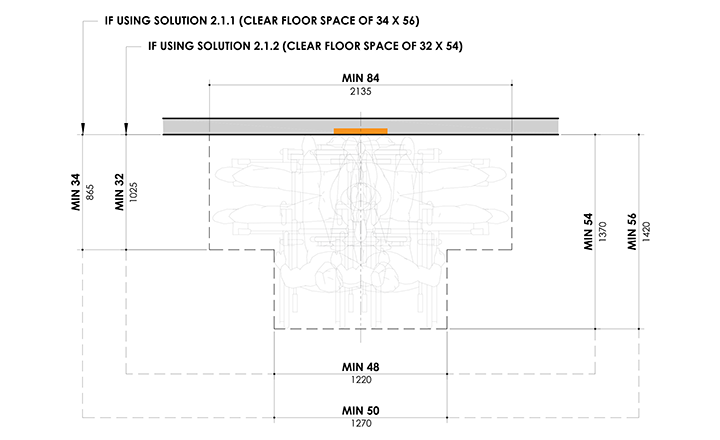 IF USING SOLUTION 2.1.1 (CLEAR FLOOR SPACE OF 34 X 56)
IF USING SOLUTION 2.1.2 (CLEAR FLOOR SPACE OF 32 X 54)
MIN 84
2135
MIN 34
865
MIN 32
1025
MIN 54
1370
MIN 56
1420
MIN 48
1220
MIN 50
1270